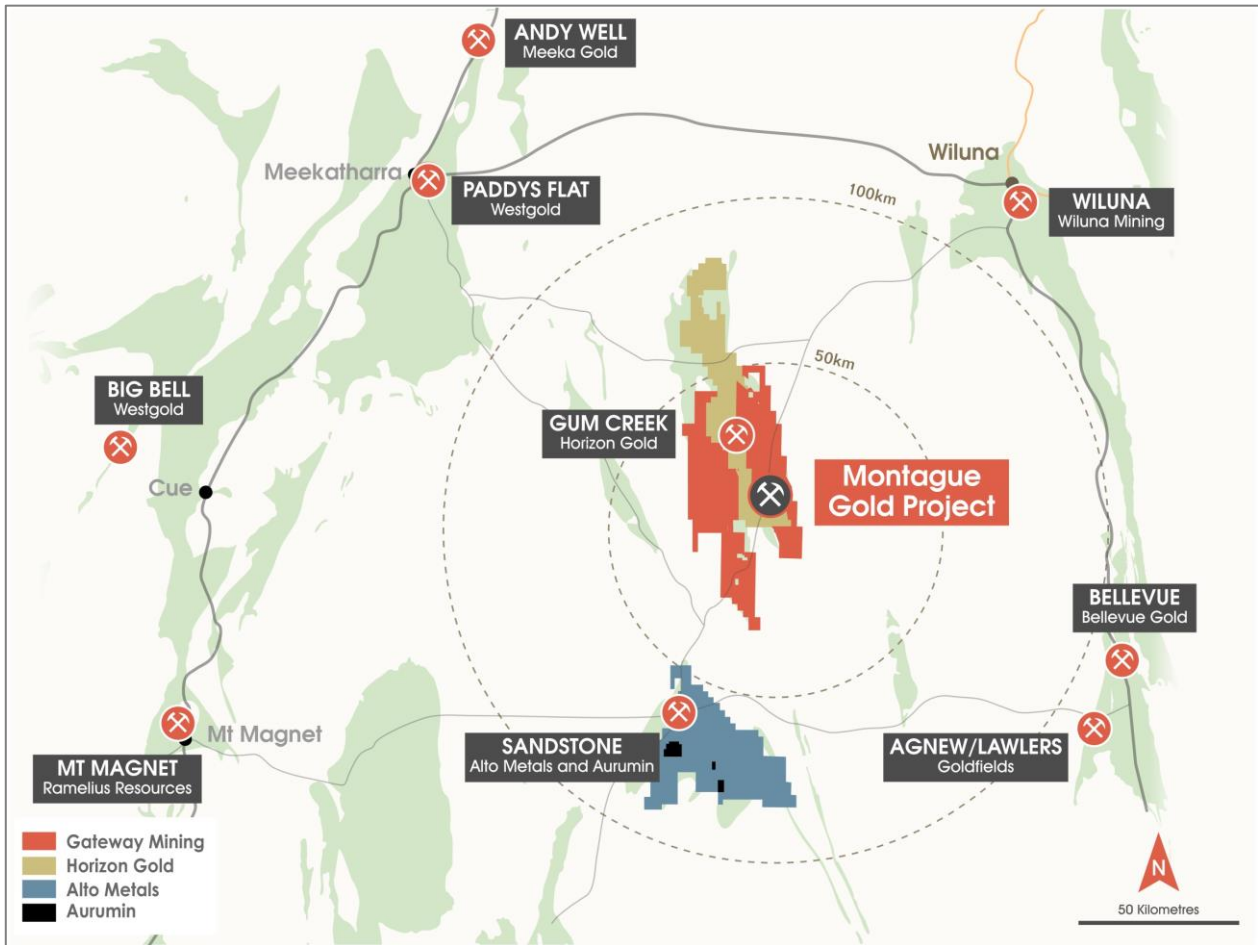 ANDY WELL
Meeka Gold
Meekatharra
PADDYS FLAT
Westgold
Wiluna
WILUNA
Wiluna Mining
100km
50km
BIG BELL
Westgold
Cue
GUM CREEK
Horizon Gold
Montague
Gold Project
BELLEVUE
Bellevue Gold
Mt Magnet
MT MAGNET
Ramelius Resources
SANDSTONE
Alto Metals and Aurumin
AGNEW/LAWLERS
Goldfields
Gateway Mining
Horizon Gold
Alto Metals
Aurumin
N
50 Kilometres